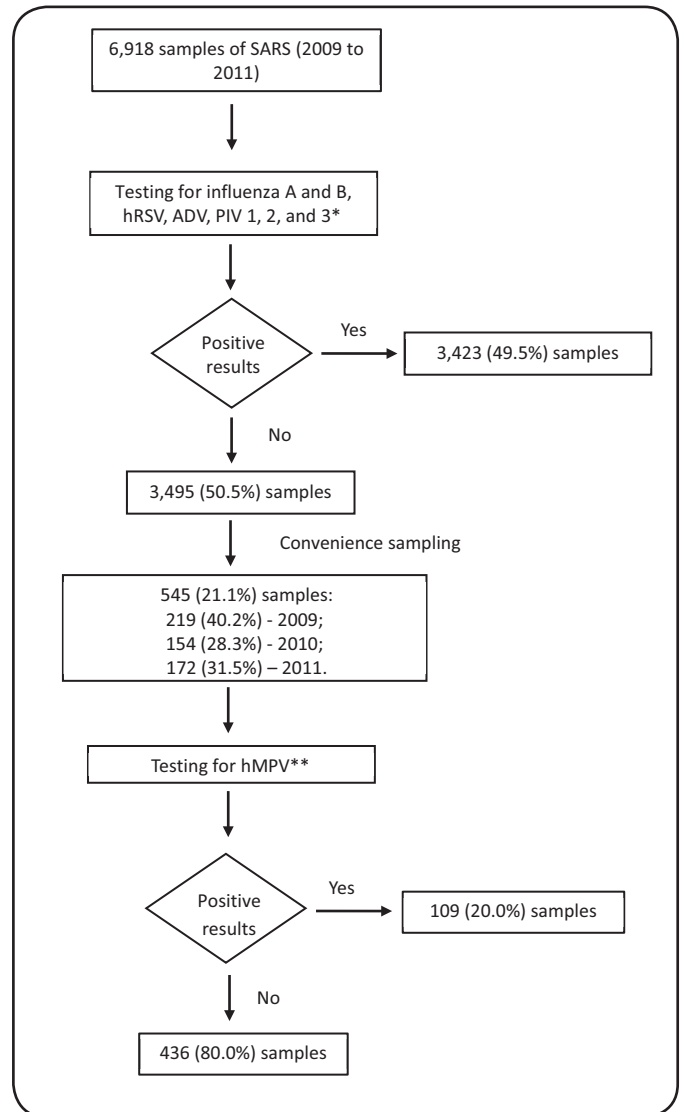 6,918 samples of SARS (2009 to
2011)
Testing for influenza A and B,
hRSV, ADV, PIV 1, 2, and 3*
Positive
results
Yes
3,423 (49.5%) samples
No
3,495 (50.5%) samples
Convenience sampling
545 (21.1%) samples:
219 (40.2%) - 2009;
154 (28.3%) - 2010;
172 (31.5%) – 2011.
Testing for hMPV**
Positive
results
Yes
109 (20.0%) samples
No
436 (80.0%) samples